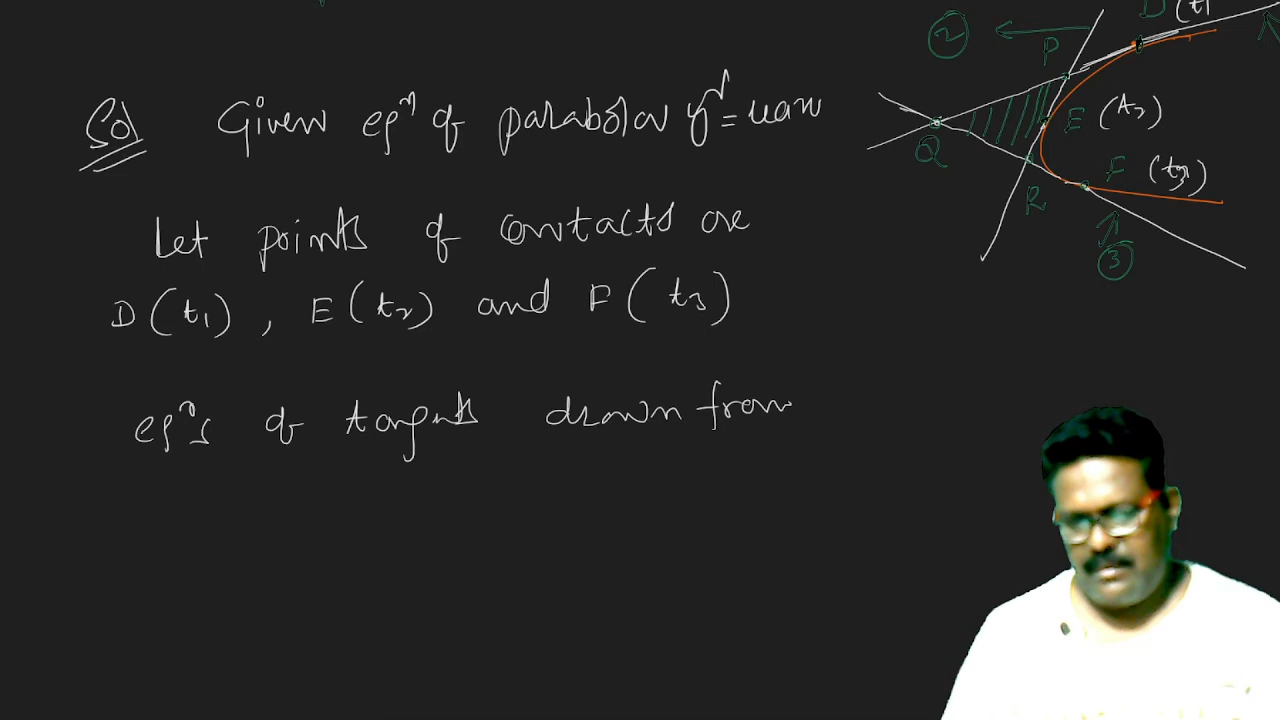 Sol Given eqn of parabola y² = 4ax
Let points of contacts are
D(t1), E(t2) and F(t3)
eqns of tangents drawn from
② P D (t1
E (t2)
Q
F (t3)
R
③